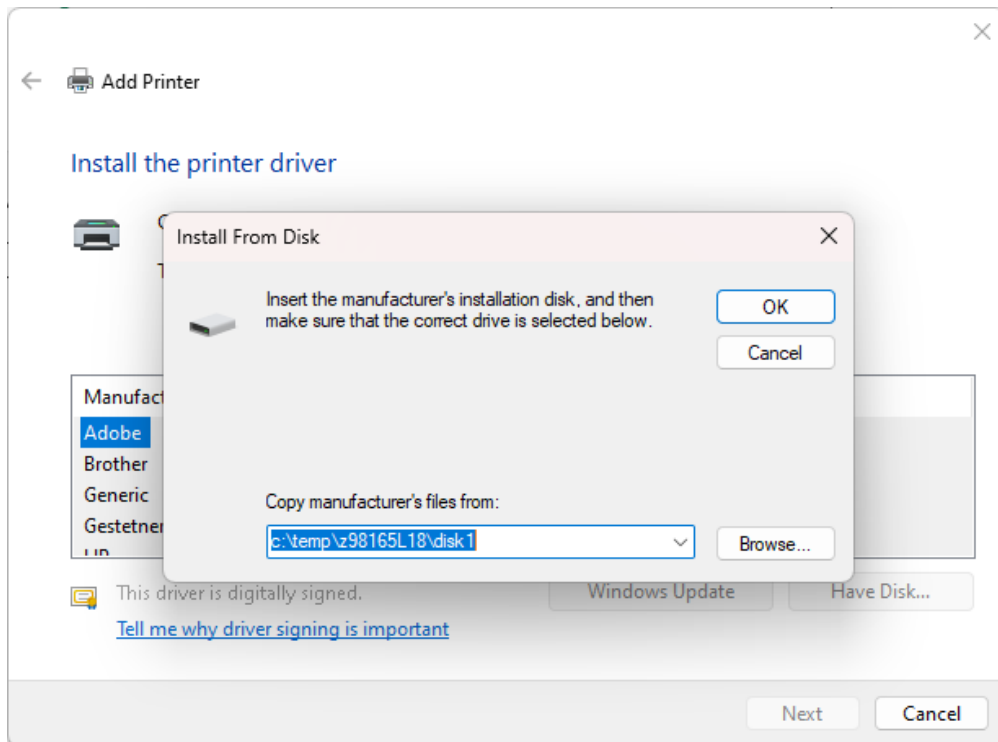 Add Printer
Install the printer driver
Install From Disk
Insert the manufacturer's installation disk, and then
make sure that the correct drive is selected below.
OK
Cancel
Manufact
Adobe
Brother
Generic
Gestetner
Copy manufacturer's files from:
c:\temp\z98165L18\disk1
Browse...
This driver is digitally signed.
Windows Update
Have Disk...
Tell me why driver signing is important
Next
Cancel